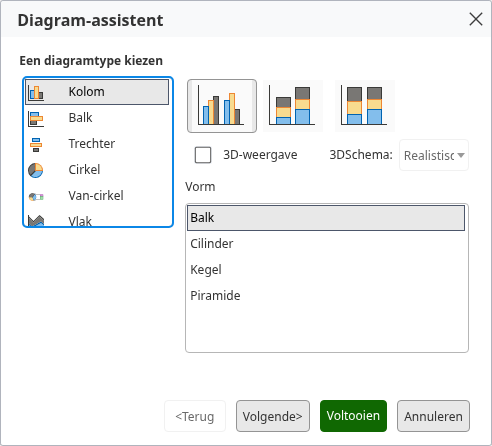 Diagram-assistent
Een diagramtype kiezen
Kolom
Balk
Trechter
Cirkel
Van-cirkel
Vlak
3D-weergave
3DSchema:
Realistisc
Vorm
Balk
Cilinder
Kegel
Piramide
<Terug
Volgende>
Voltooien
Annuleren